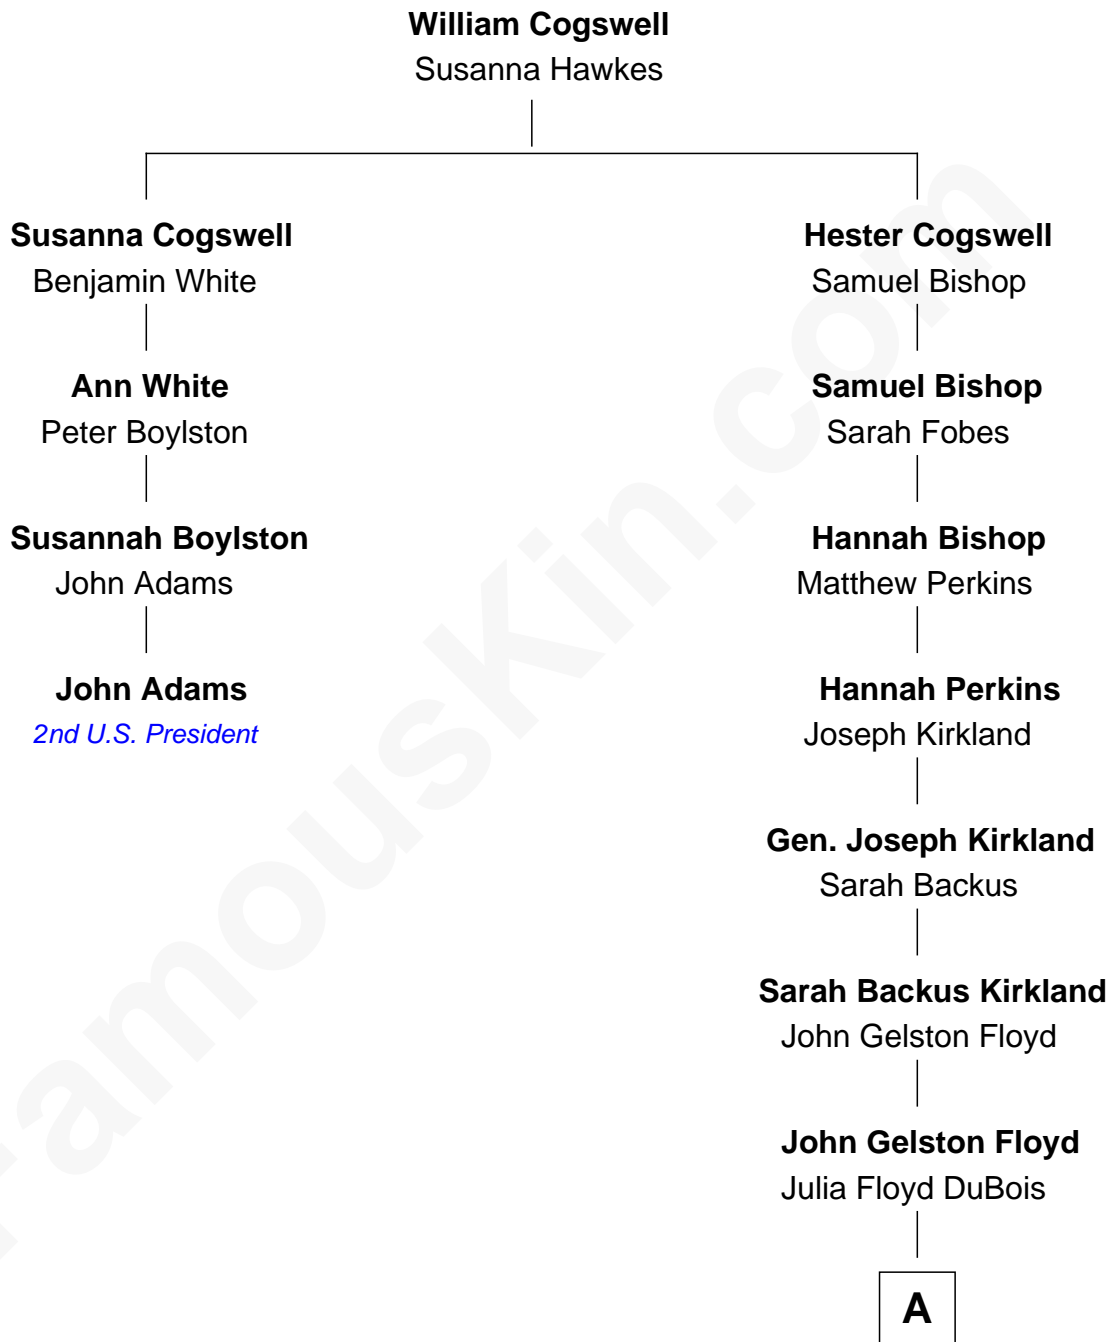 William Cogswell
Susanna Hawkes
Susanna Cogswell
Benjamin White
Hester Cogswell
Samuel Bishop
Ann White
Peter Boylston
Samuel Bishop
Sarah Fobes
Susannah Boylston
John Adams
Hannah Bishop
Matthew Perkins
John Adams
2nd U.S. President
Hannah Perkins
Joseph Kirkland
Gen. Joseph Kirkland
Sarah Backus
Sarah Backus Kirkland
John Gelston Floyd
John Gelston Floyd
Julia Floyd DuBois
A
FamousKin.com